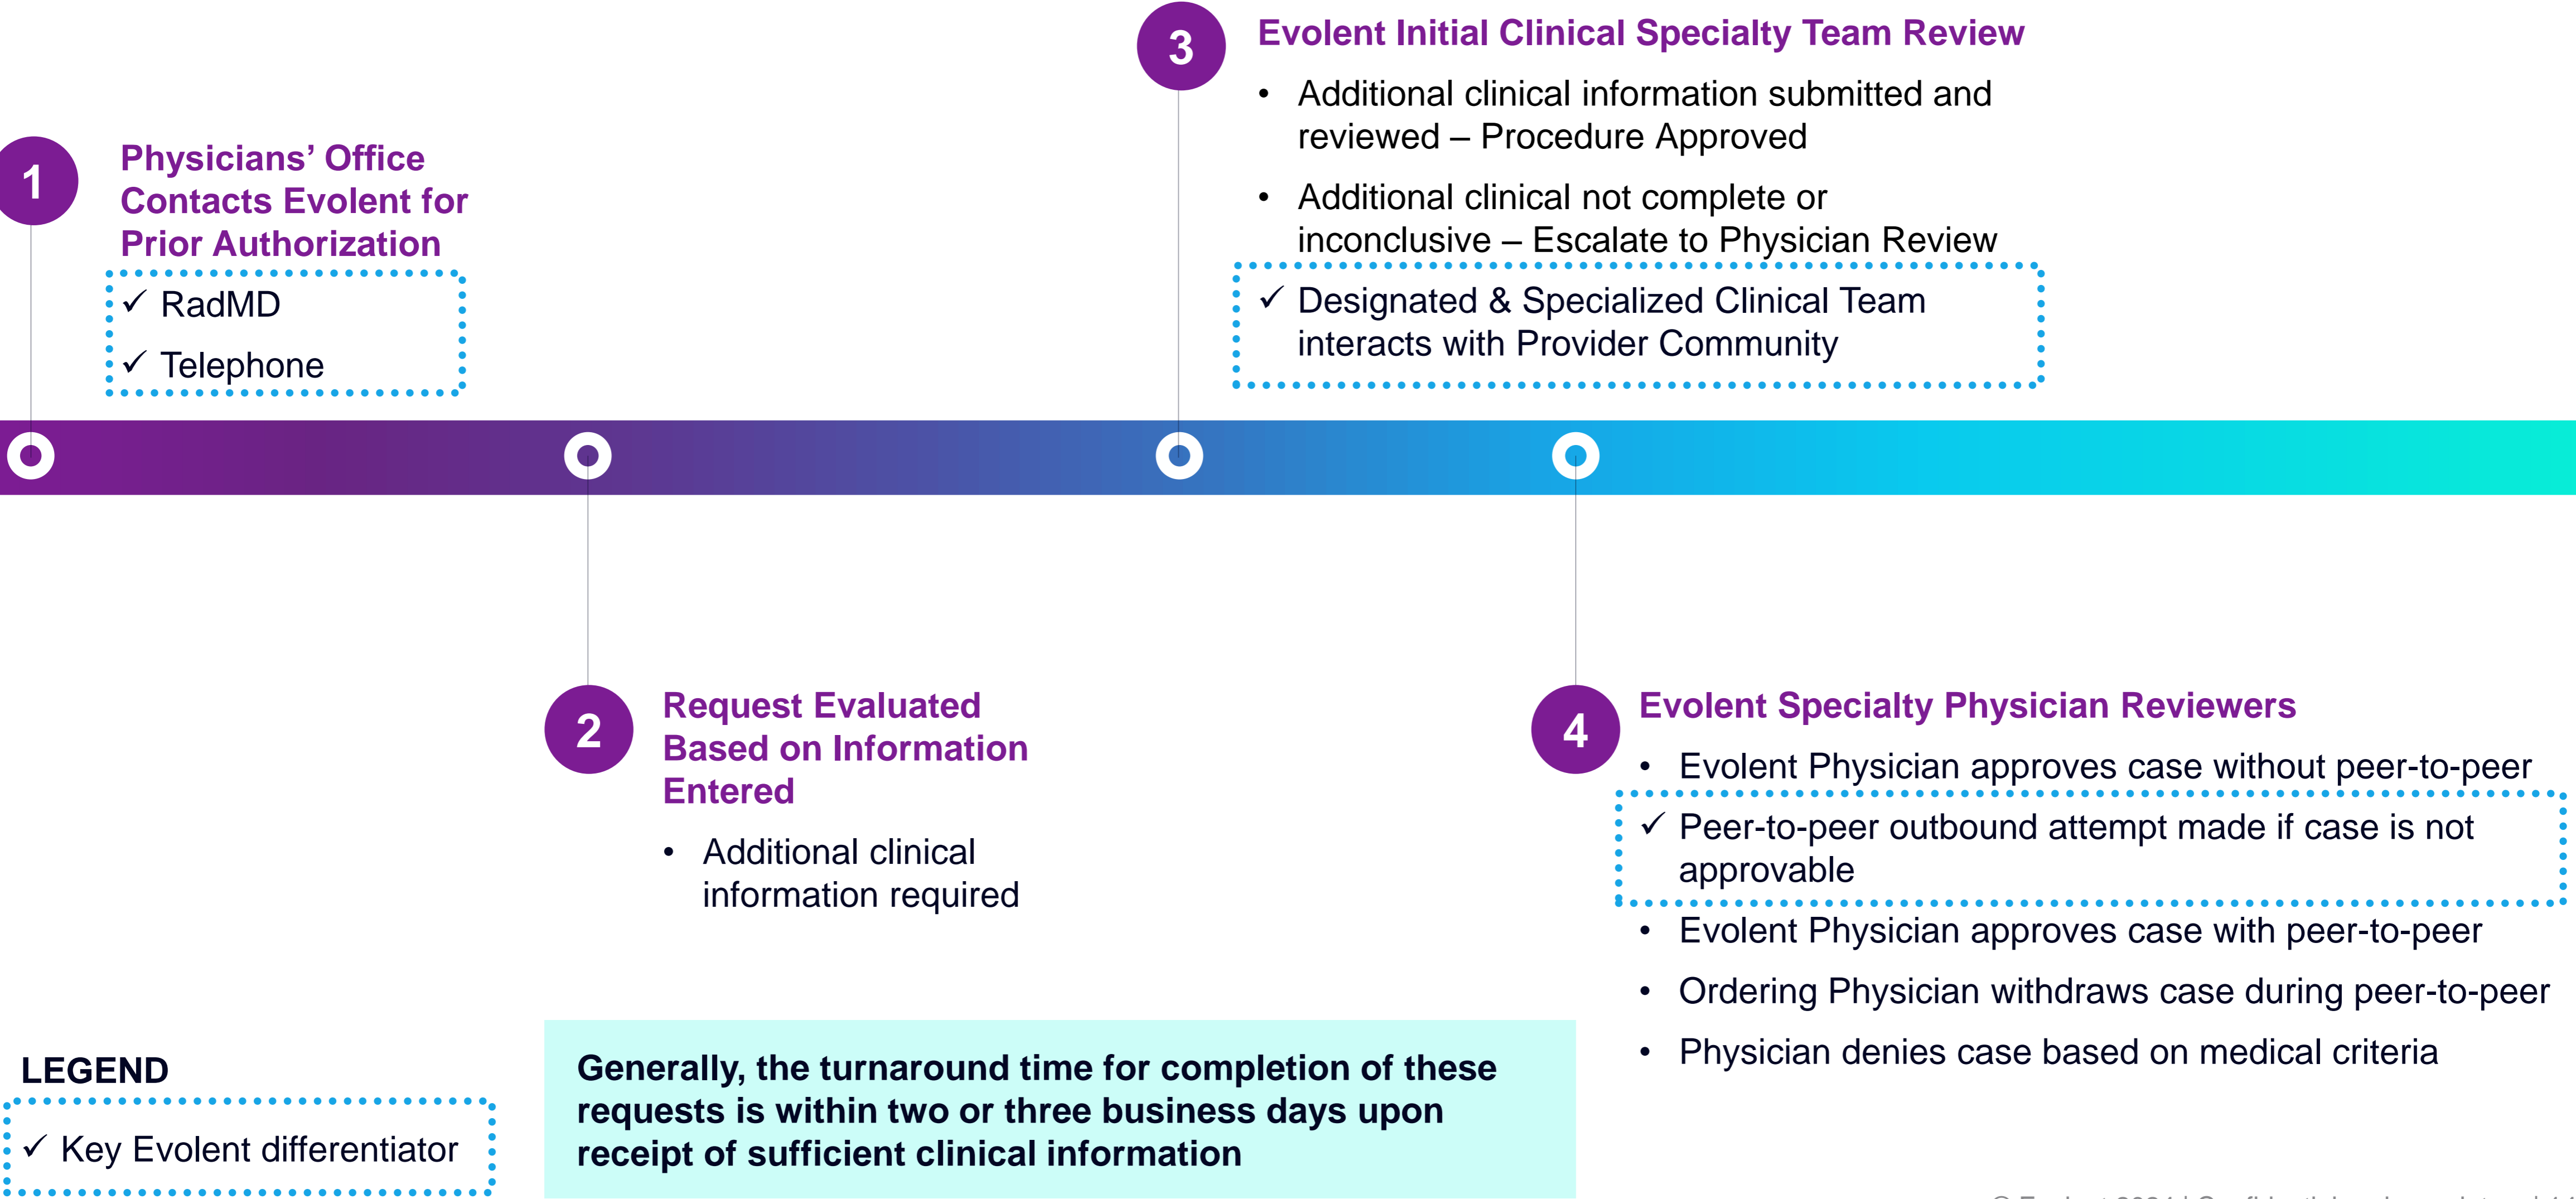 1
Physicians’ Office
Contacts Evolent for
Prior Authorization
✓ RadMD
✓ Telephone
3
Evolent Initial Clinical Specialty Team Review
• Additional clinical information submitted and
reviewed – Procedure Approved
• Additional clinical not complete or
inconclusive – Escalate to Physician Review
✓ Designated & Specialized Clinical Team
interacts with Provider Community
2
Request Evaluated
Based on Information
Entered
• Additional clinical
information required
4
Evolent Specialty Physician Reviewers
• Evolent Physician approves case without peer-to-peer
✓ Peer-to-peer outbound attempt made if case is not
approvable
• Evolent Physician approves case with peer-to-peer
• Ordering Physician withdraws case during peer-to-peer
• Physician denies case based on medical criteria
LEGEND
✓ Key Evolent differentiator
Generally, the turnaround time for completion of these
requests is within two or three business days upon
receipt of sufficient clinical information